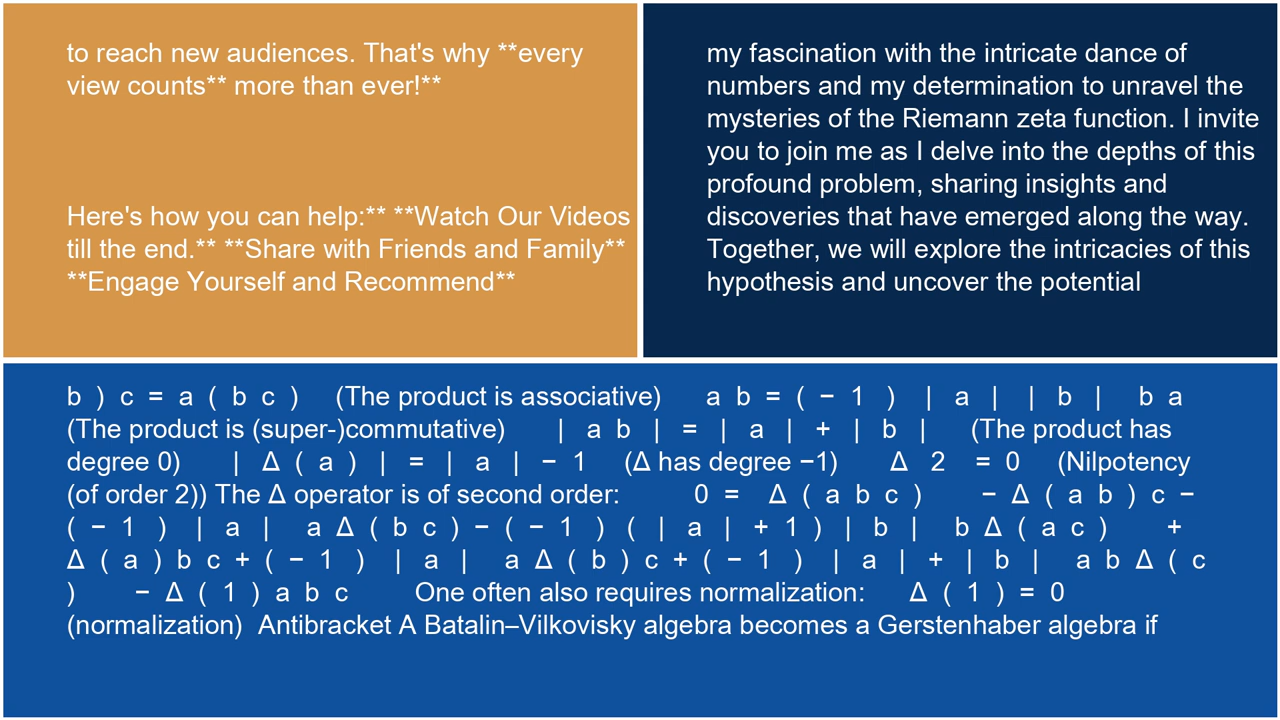 to reach new audiences. That's why **every
view counts** more than ever!**
Here's how you can help:** **Watch Our Videos
till the end.** **Share with Friends and Family**
**Engage Yourself and Recommend**
my fascination with the intricate dance of
numbers and my determination to unravel the
mysteries of the Riemann zeta function. I invite
you to join me as I delve into the depths of this
profound problem, sharing insights and
discoveries that have emerged along the way.
Together, we will explore the intricacies of this
hypothesis and uncover the potential
b ) c = a ( b c ) (The product is associative) a b = ( − 1 ) | a | | b | b a
(The product is (super-)commutative) | a b | = | a | + | b | (The product has
degree 0) | Δ ( a ) | = | a | − 1 (Δ has degree −1) Δ 2 = 0 (Nilpotency
(of order 2)) The Δ operator is of second order: 0 = Δ ( a b c ) − Δ ( a b ) c −
( − 1 ) | a | a Δ ( b c ) − ( − 1 ) ( | a | + 1 ) | b | b Δ ( a c ) +
Δ ( a ) b c + ( − 1 ) | a | a Δ ( b ) c + ( − 1 ) | a | + | b | a b Δ ( c
) − Δ ( 1 ) a b c One often also requires normalization: Δ ( 1 ) = 0
(normalization) Antibracket A Batalin–Vilkovisky algebra becomes a Gerstenhaber algebra if